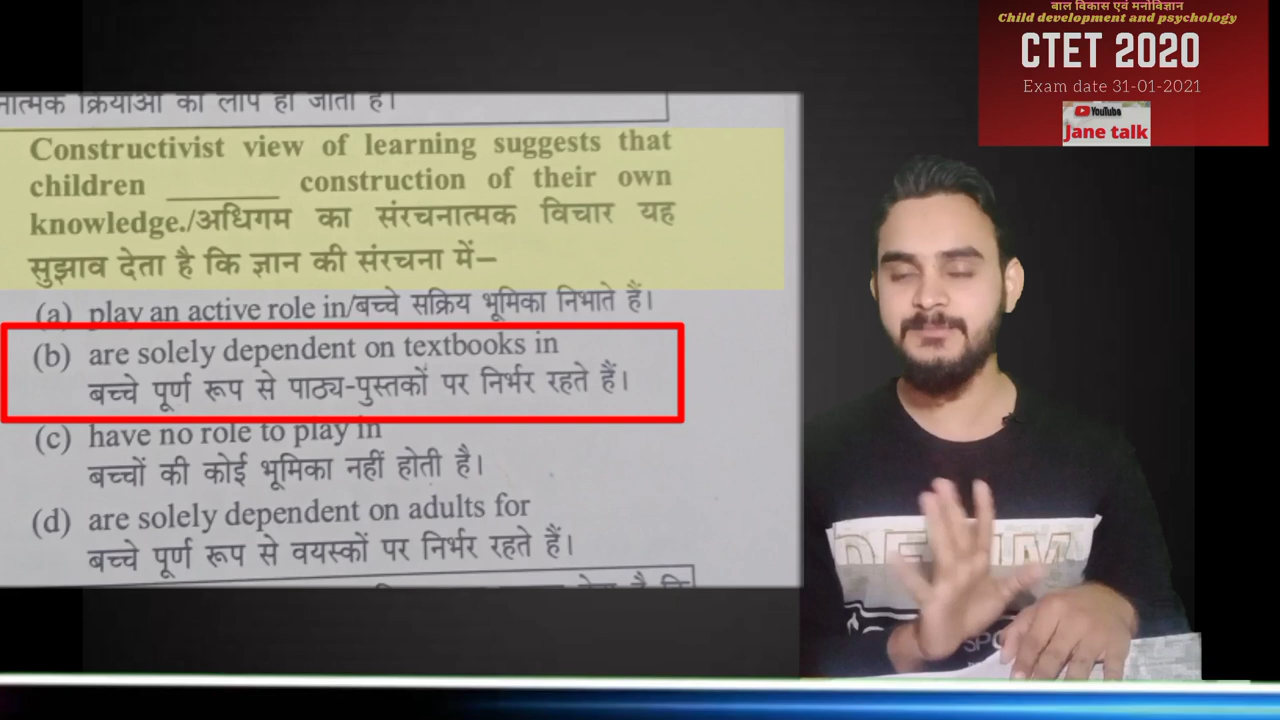 बाल विकास एवं मनोविज्ञान
Child development and psychology
CTET 2020
Exam date 31-01-2021
YouTube
Jane talk
क्रियाओं का लोप हो जाता है।
Constructivist view of learning suggests that
children ________ construction of their own
knowledge./अधिगम का संरचनात्मक विचार यह
सुझाव देता है कि ज्ञान की संरचना में–
(a) play an active role in/बच्चे सक्रिय भूमिका निभाते हैं।
(b) are solely dependent on textbooks in
बच्चे पूर्ण रूप से पाठ्य-पुस्तकों पर निर्भर रहते हैं।
(c) have no role to play in
बच्चों की कोई भूमिका नहीं होती है।
(d) are solely dependent on adults for
बच्चे पूर्ण रूप से वयस्कों पर निर्भर रहते हैं।